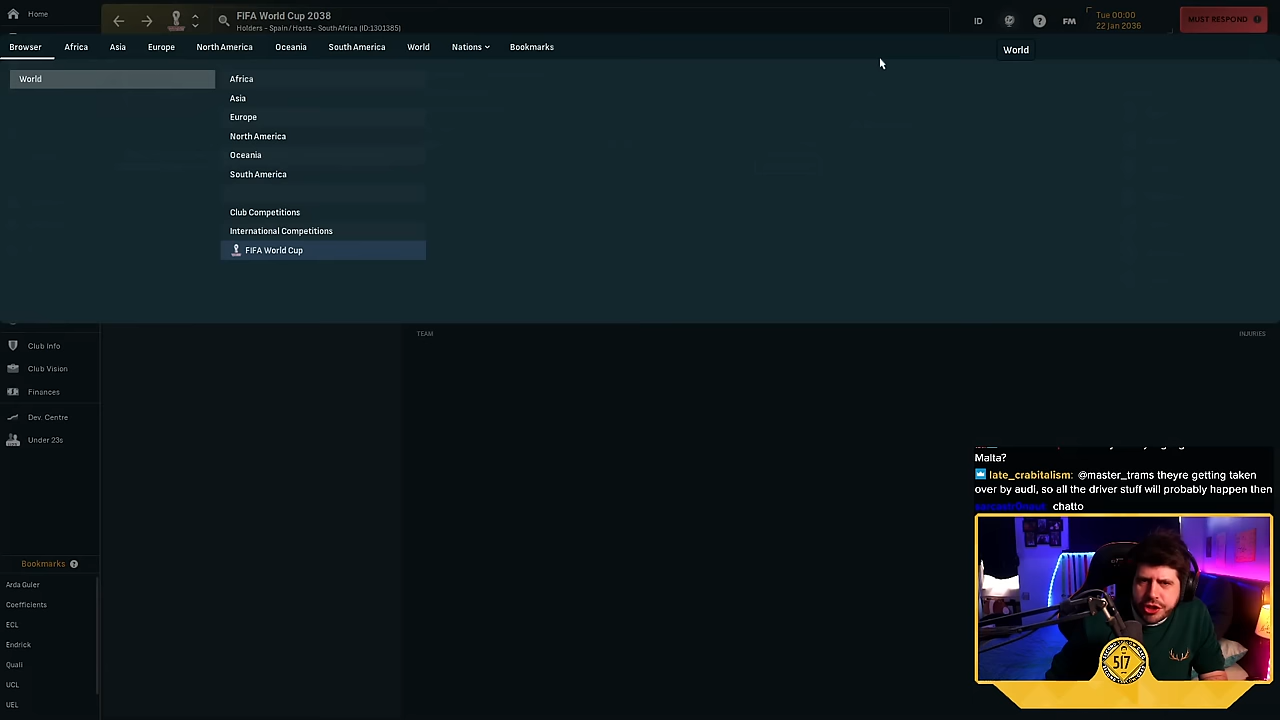 Home
FIFA World Cup 2038
Holders - Spain / Hosts - South Africa (ID:1301385)
ID
FM
Tue 00:00
22 Jan 2036
MUST RESPOND
Browser
Africa
Asia
Europe
North America
Oceania
South America
World
Nations
Bookmarks
World
World
Africa
Asia
Europe
North America
Oceania
South America
Club Competitions
International Competitions
FIFA World Cup
TEAM
INJURIES
Club Info
Club Vision
Finances
Dev. Centre
Under 23s
Bookmarks
Arda Guler
Coefficients
ECL
Endrick
Quali
UCL
UEL
Malta?
late_crabitalism: @master_trams theyre getting taken
over by audi, so all the driver stuff will probably happen then
chatto
517